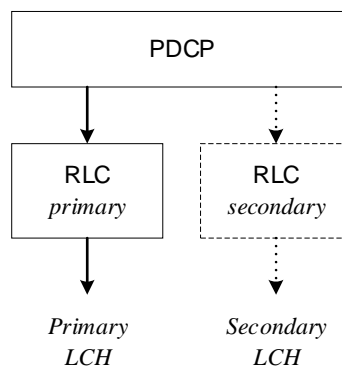 PDCP
RLC
primary
RLC
secondary
Primary
LCH
Secondary
LCH